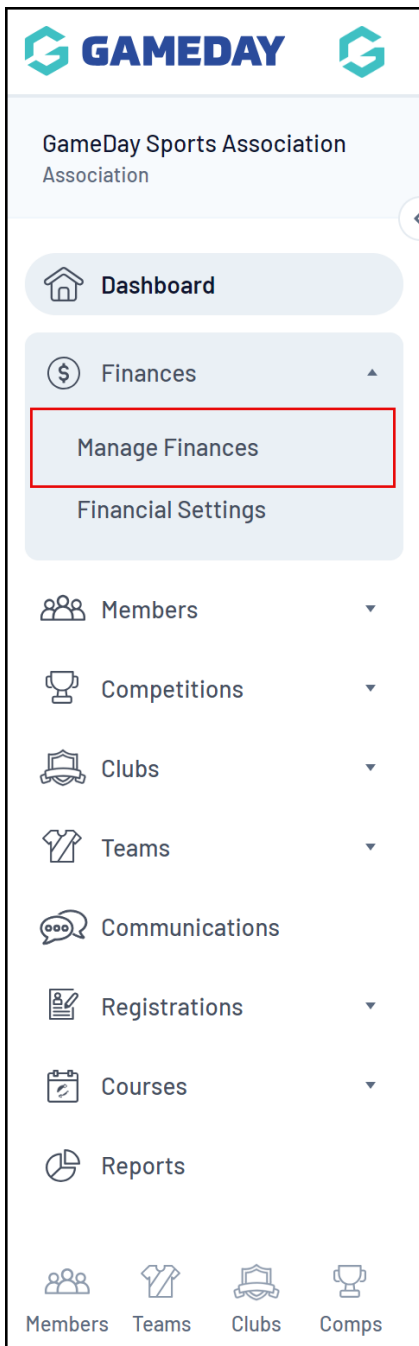 GAMEDAY
GameDay Sports Association
Association
Dashboard
Finances
Manage Finances
Financial Settings
Members
Competitions
Clubs
Teams
Communications
Registrations
Courses
Reports
Members Teams Clubs Comps